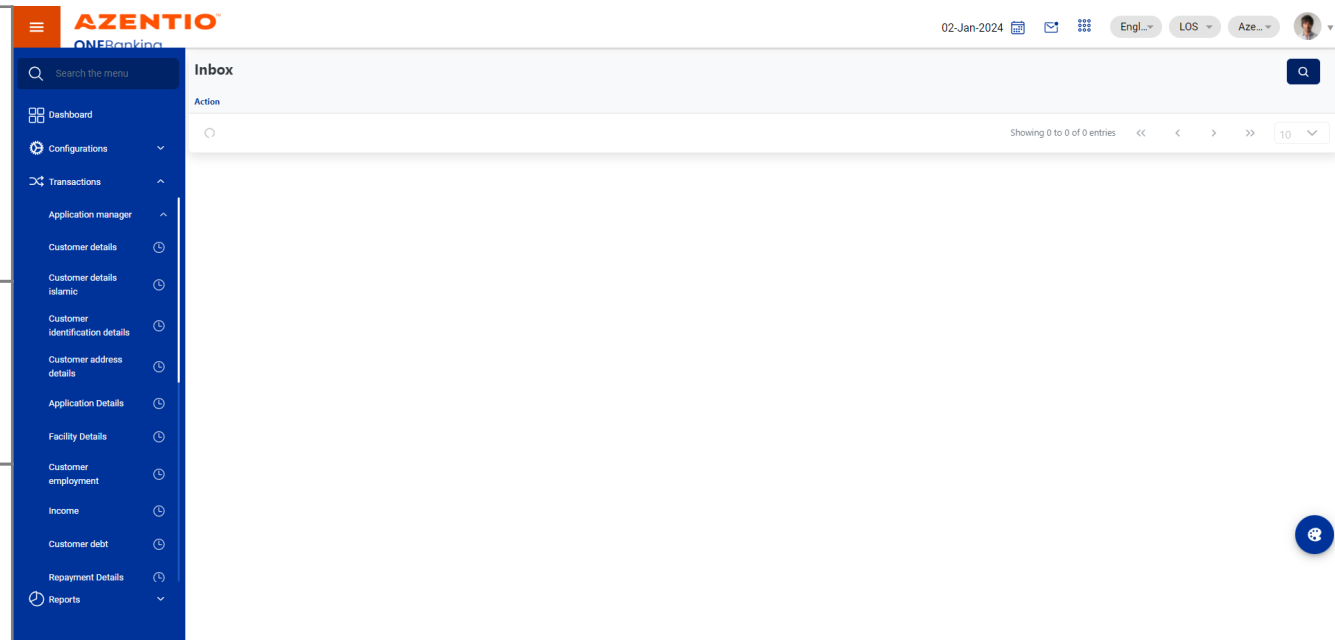 AZENTIO
02-Jan-2024
Engl...
LOS
Aze...
ONEBanking
Search the menu
Inbox
Action
Dashboard
Showing 0 to 0 of 0 entries
10
Configurations
Transactions
Application manager
Customer details
Customer details
islamic
Customer
identification details
Customer address
details
Application Details
Facility Details
Customer
employment
Income
Customer debt
Repayment Details
Reports